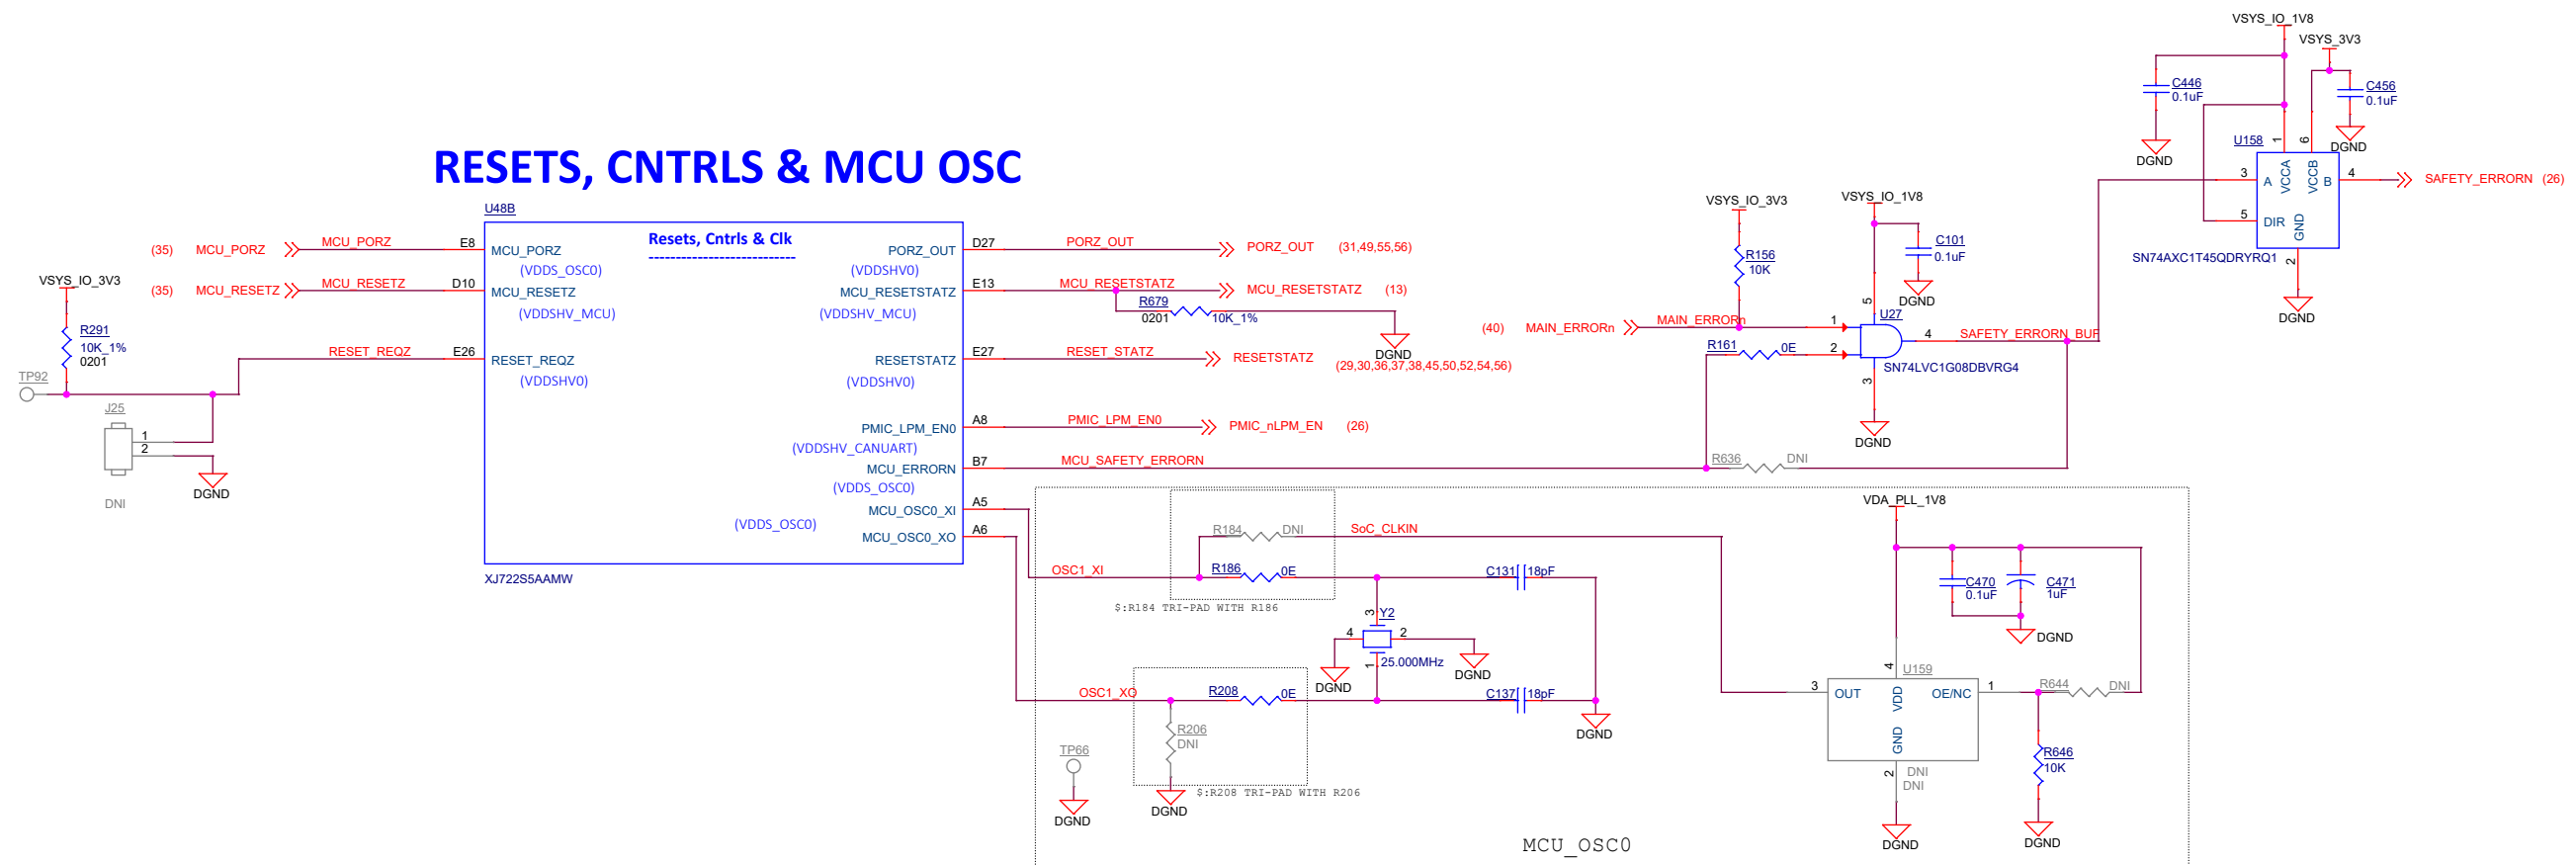 RESETS, CNTRLS & MCU OSC
VSYS_IO_1V8
VSYS_3V3
C446
0.1uF
C456
0.1uF
DGND
DGND
U158
1
6
VCCA
VCCB
3
A
B
4
SAFETY_ERRORN (26)
5
DIR
GND
2
SN74AXC1T45QDRYRQ1
DGND
U48B
Resets, Cntrls & Clk
(35) MCU_PORZ
MCU_PORZ
E8
MCU_PORZ
(VDDS_OSC0)
(35) MCU_RESETZ
MCU_RESETZ
D10
MCU_RESETZ
(VDDSHV_MCU)
VSYS_IO_3V3
R291
10K_1%
0201
RESET_REQZ
E26
RESET_REQZ
(VDDSHV0)
TP92
J25
1
2
DNI
DGND
PORZ_OUT
(VDDSHV0)
D27
PORZ_OUT
PORZ_OUT (31,49,55,56)
MCU_RESETSTATZ
(VDDSHV_MCU)
E13
MCU_RESETSTATZ
MCU_RESETSTATZ (13)
R679
0201
10K_1%
DGND
RESETSTATZ
(VDDSHV0)
E27
RESET_STATZ
RESETSTATZ
(29,30,36,37,38,45,50,52,54,56)
PMIC_LPM_EN0
(VDDSHV_CANUART)
A8
PMIC_LPM_EN0
PMIC_nLPM_EN (26)
MCU_ERRORN
(VDDS_OSC0)
B7
MCU_SAFETY_ERRORN
MCU_OSC0_XI
A5
(VDDS_OSC0)
MCU_OSC0_XO
A6
XJ722S5AAMW
VSYS_IO_3V3
R156
10K
VSYS_IO_1V8
C101
0.1uF
DGND
(40) MAIN_ERRORn
MAIN_ERRORn
1
5
U27
R161
0E
2
4
SAFETY_ERRORN_BUF
SN74LVC1G08DBVRG4
3
DGND
R636
DNI
R184
DNI
SoC_CLKIN
OSC1_XI
R186
0E
$:R184 TRI-PAD WITH R186
C131
18pF
3
Y2
4
2
25.000MHz
1
DGND
DGND
OSC1_XO
R208
0E
C137
18pF
DGND
R206
DNI
DGND
$:R208 TRI-PAD WITH R206
TP66
DGND
VDA_PLL_1V8
C470
0.1uF
C471
1uF
DGND
4
U159
3
OUT
VDD
OE/NC
1
R644
DNI
GND
2
DNI
DNI
R646
10K
DGND
DGND
MCU_OSC0